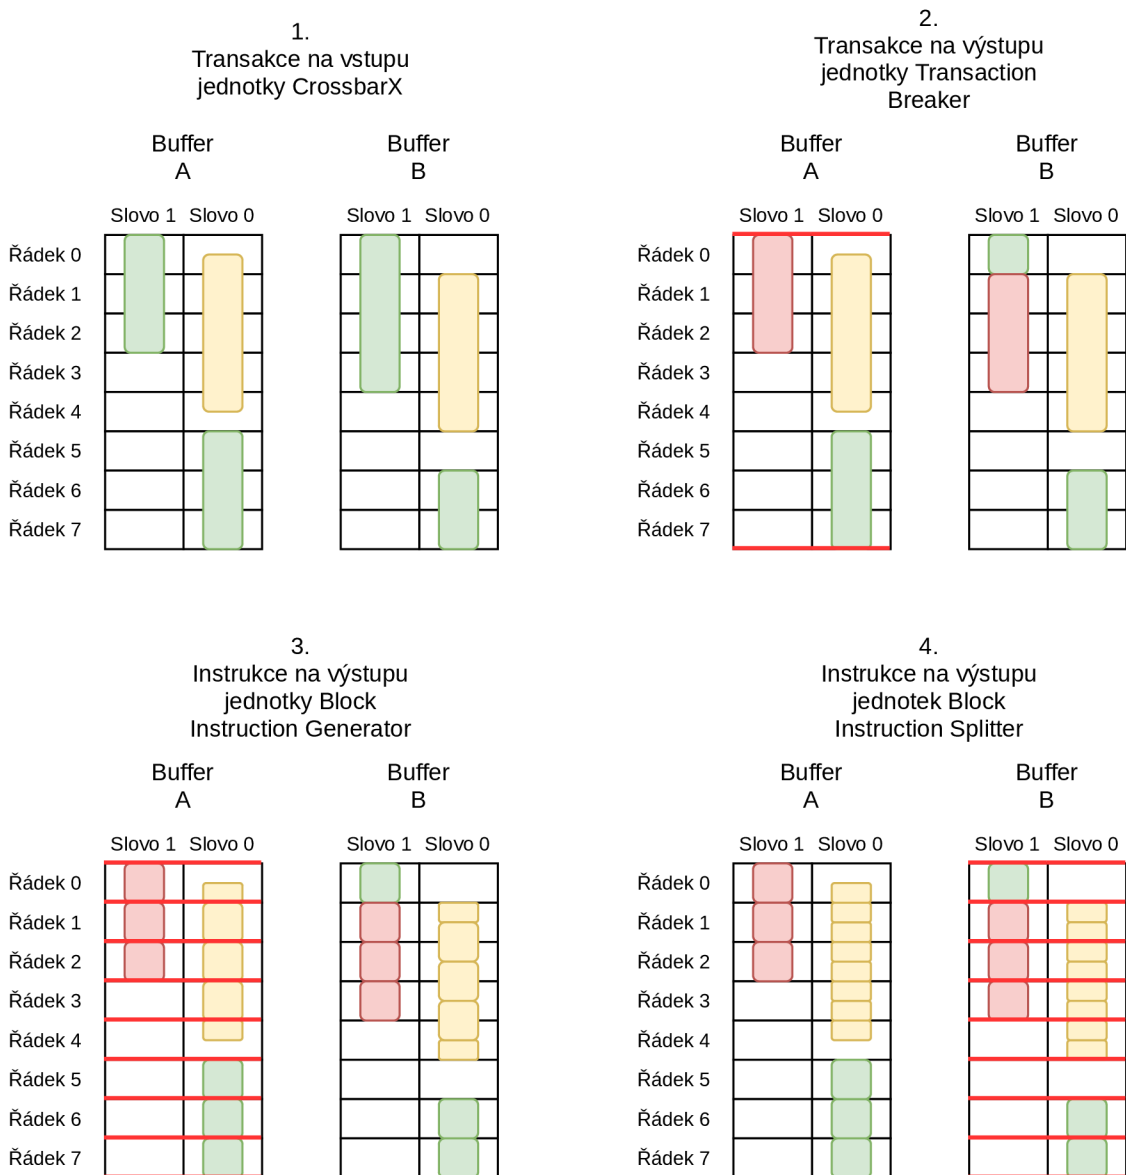 1.
Transakce na vstupu
jednotky CrossbarX
Buffer
A
Buffer
B
Slovo 1 Slovo 0
Slovo 1 Slovo 0
Řádek 0
Řádek 1
Řádek 2
Řádek 3
Řádek 4
Řádek 5
Řádek 6
Řádek 7
2.
Transakce na výstupu
jednotky Transaction
Breaker
Buffer
A
Buffer
B
Slovo 1 Slovo 0
Slovo 1 Slovo 0
Řádek 0
Řádek 1
Řádek 2
Řádek 3
Řádek 4
Řádek 5
Řádek 6
Řádek 7
3.
Instrukce na výstupu
jednotky Block
Instruction Generator
Buffer
A
Buffer
B
Slovo 1 Slovo 0
Slovo 1 Slovo 0
Řádek 0
Řádek 1
Řádek 2
Řádek 3
Řádek 4
Řádek 5
Řádek 6
Řádek 7
4.
Instrukce na výstupu
jednotek Block
Instruction Splitter
Buffer
A
Buffer
B
Slovo 1 Slovo 0
Slovo 1 Slovo 0
Řádek 0
Řádek 1
Řádek 2
Řádek 3
Řádek 4
Řádek 5
Řádek 6
Řádek 7